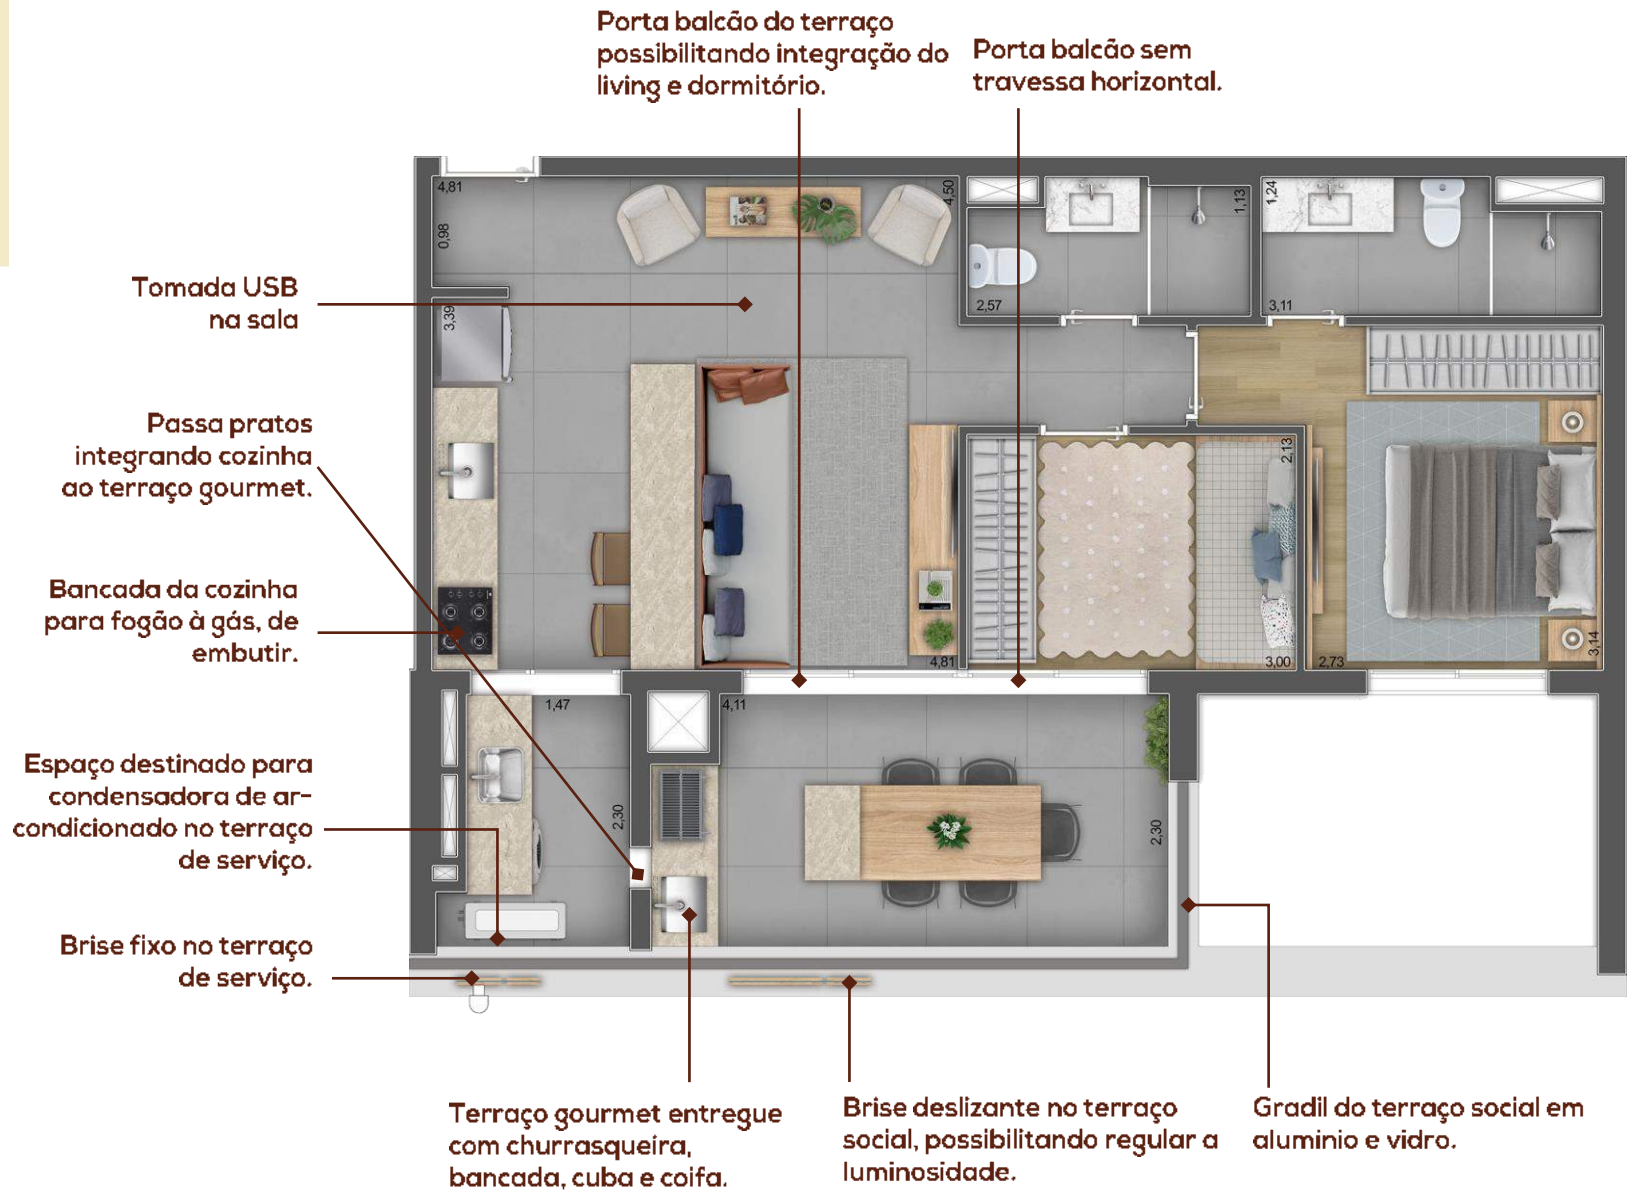 Porta balcão do terraço
possibilitando integração do
living e dormitório.
Porta balcão sem
travessa horizontal.
Tomada USB
na sala
Passa pratos
integrando cozinha
ao terraço gourmet.
Bancada da cozinha
para fogão à gás, de
embutir.
Espaço destinado para
condensadora de ar-
condicionado no terraço
de serviço.
Brise fixo no terraço
de serviço.
4,81
0,98
4,50
3,39
2,57
1,13
1,24
3,11
2,13
4,81
3,00
2,73
3,14
1,47
4,11
2,30
2,30
Terraço gourmet entregue
com churrasqueira,
bancada, cuba e coifa.
Brise deslizante no terraço
social, possibilitando regular a
luminosidade.
Gradil do terraço social em
aluminio e vidro.